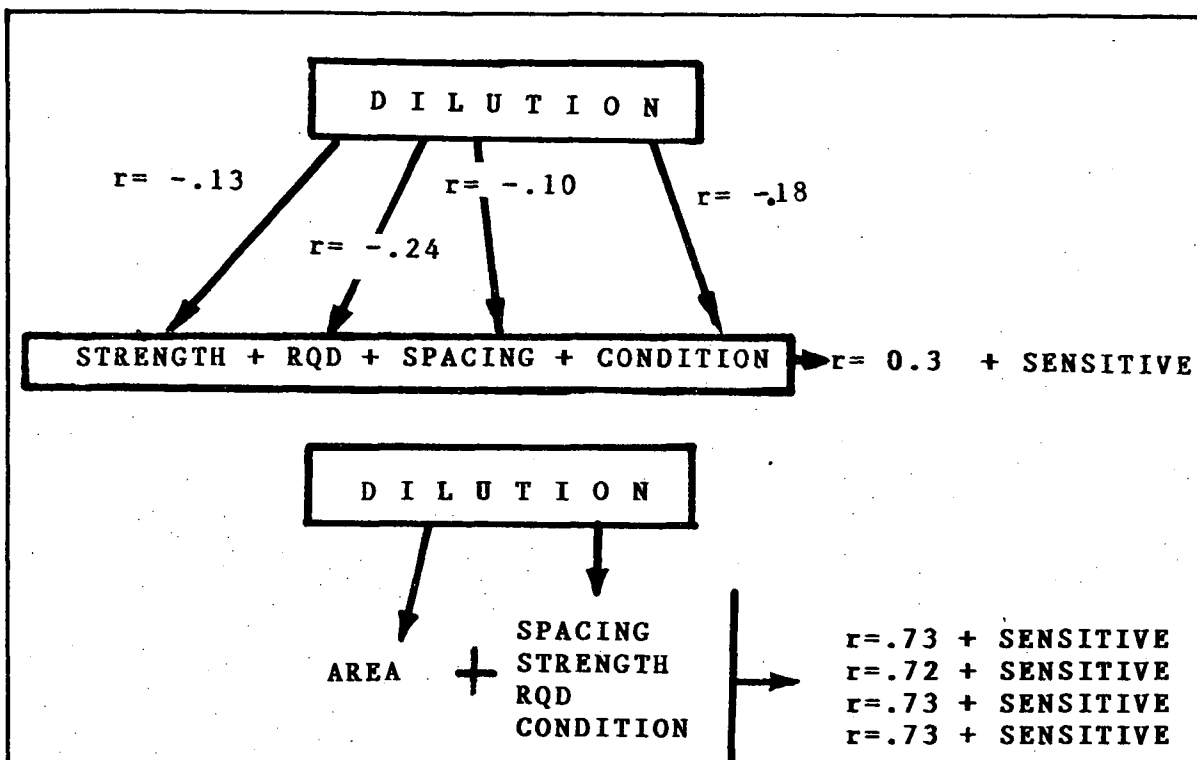 D I L U T I O N
r= -.13
r= -.10
r= -.18
r= -.24
STRENGTH + RQD + SPACING + CONDITION r= 0.3 + SENSITIVE
D I L U T I O N
AREA +
SPACING
STRENGTH
RQD
CONDITION
r=.73 + SENSITIVE
r=.72 + SENSITIVE
r=.73 + SENSITIVE
r=.73 + SENSITIVE